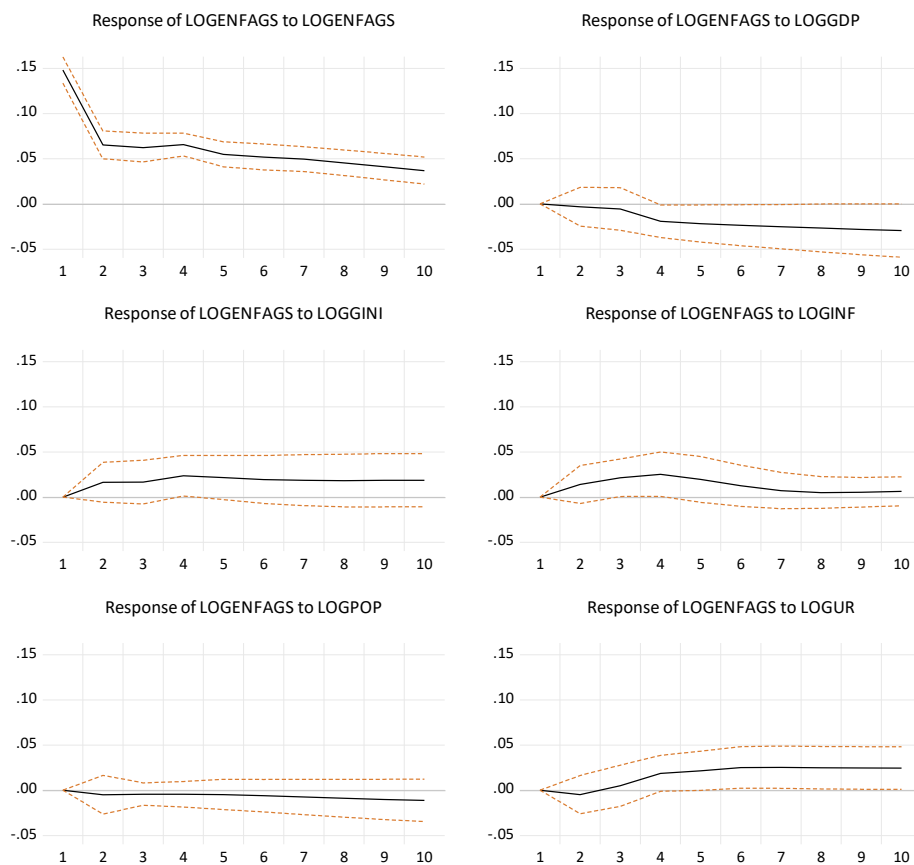 Response of LOGENFAGS to LOGENFAGS
.15
.10
.05
.00
-.05
1 2 3 4 5 6 7 8 9 10
Response of LOGENFAGS to LOGGDP
.15
.10
.05
.00
-.05
1 2 3 4 5 6 7 8 9 10
Response of LOGENFAGS to LOGGINI
.15
.10
.05
.00
-.05
1 2 3 4 5 6 7 8 9 10
Response of LOGENFAGS to LOGINF
.15
.10
.05
.00
-.05
1 2 3 4 5 6 7 8 9 10
Response of LOGENFAGS to LOGPOP
.15
.10
.05
.00
-.05
1 2 3 4 5 6 7 8 9 10
Response of LOGENFAGS to LOGUR
.15
.10
.05
.00
-.05
1 2 3 4 5 6 7 8 9 10